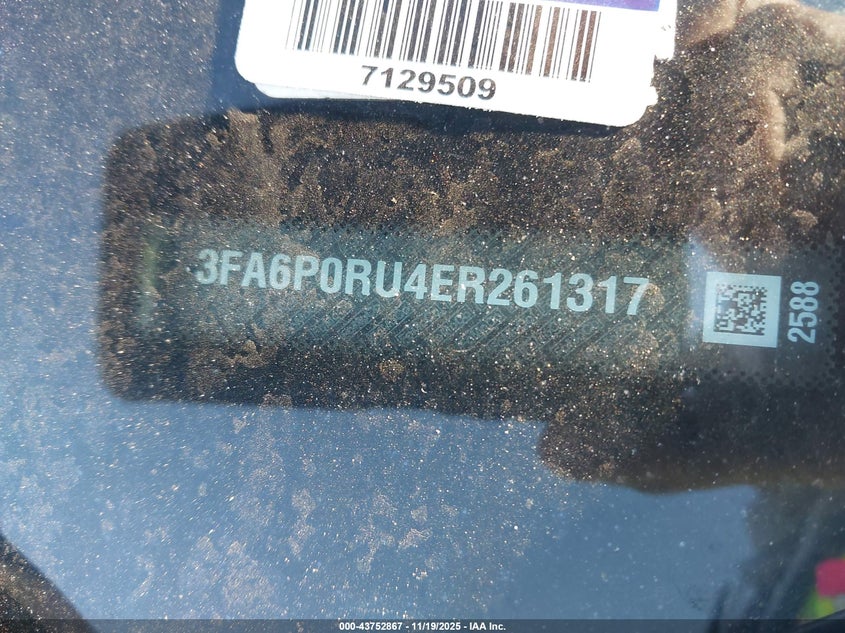 7129509
3FA6P0RU4ER261317
2588
000-43752867 - 11/19/2025 - IAA Inc.